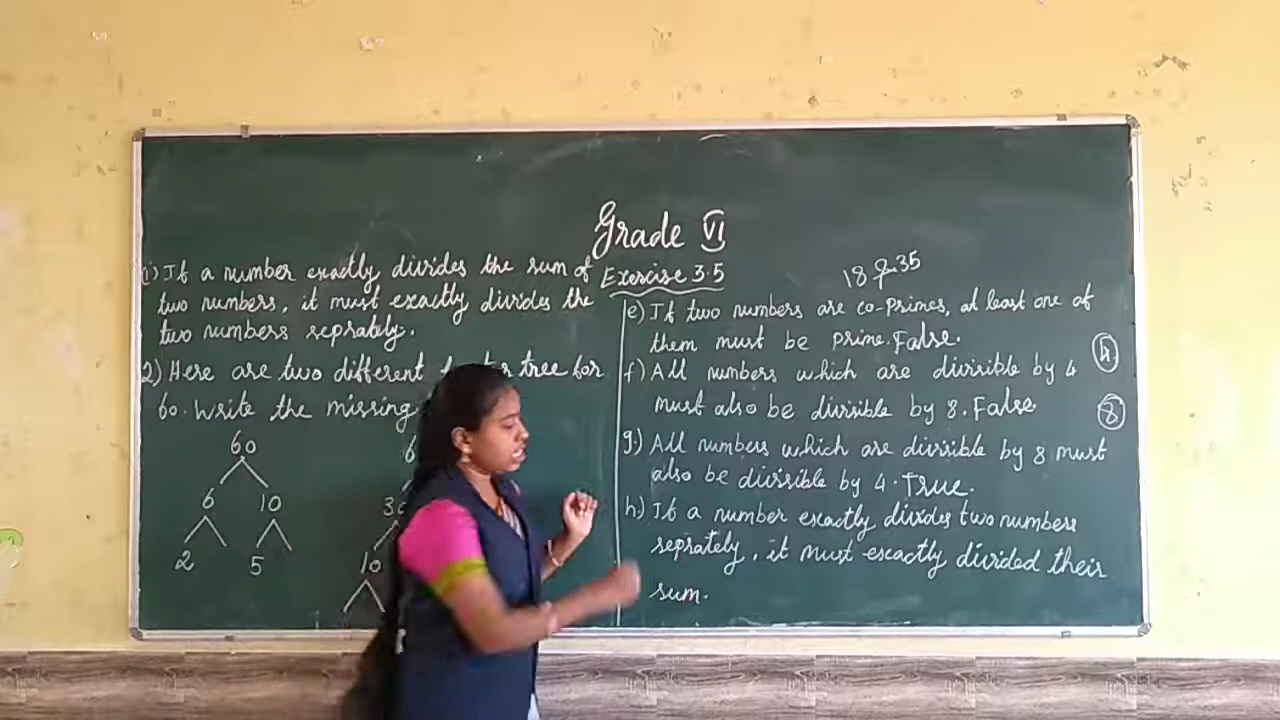 Grade VI
Exercise 3.5
i) If a number exactly divides the sum of
two numbers, it must exactly divides the
two numbers seprately.
2) Here are two different tree for
60. Write the missing
60
6 10
2 5
6
30
10
18 & 35
e) If two numbers are co-primes, at least one of
them must be prime. False.
f) All numbers which are divisible by 4
must also be divisible by 8. False
4
8
g) All numbers which are divisible by 8 must
also be divisible by 4. True.
h) If a number exactly divides two numbers
seprately, it must exactly divided their
sum.